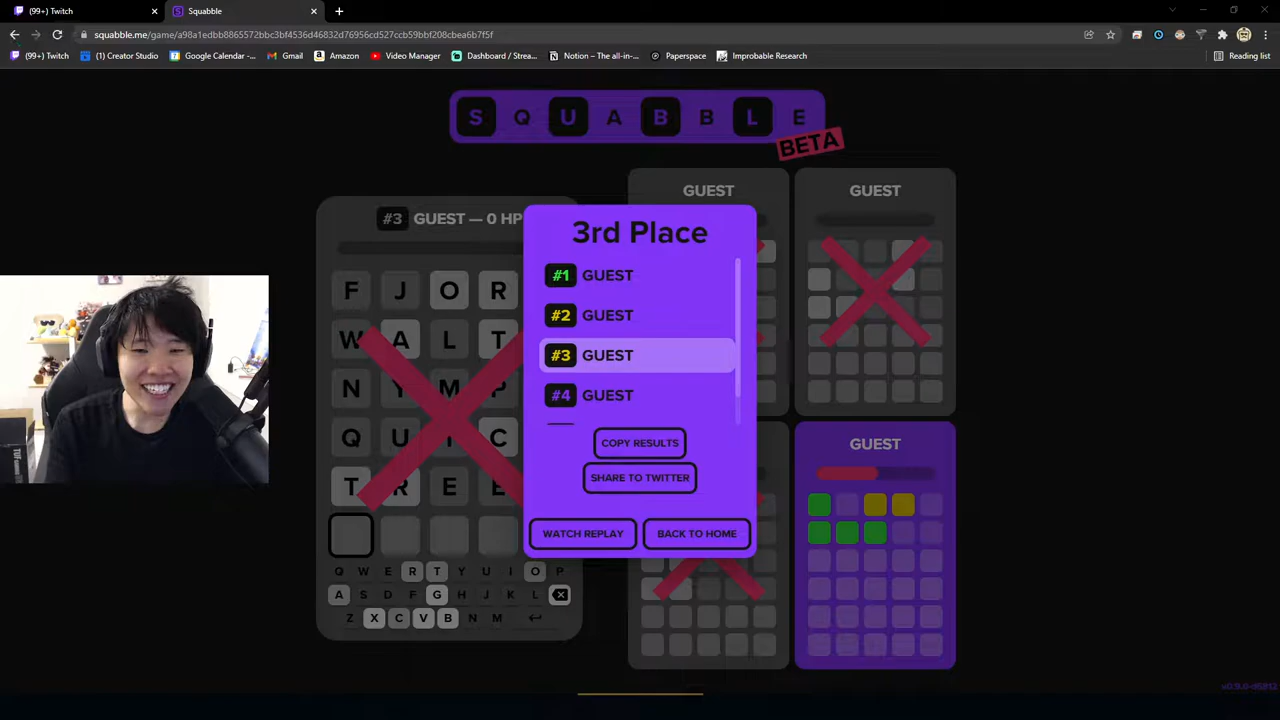 (99+) Twitch
Squabble
squabble.me/game/a98a1edbb8865572bbc3bf4536d46832d76956cd527ccb59bbf208cbea6b7f5f
(99+) Twitch
(1) Creator Studio
Google Calendar -...
Gmail
Amazon
Video Manager
Dashboard / Strea...
Notion – The all-in-...
Paperspace
Improbable Research
Reading list
SQUABBLE
BETA
#3 GUEST — 0 HP
GUEST
GUEST
3rd Place
#1 GUEST
#2 GUEST
#3 GUEST
#4 GUEST
COPY RESULTS
SHARE TO TWITTER
WATCH REPLAY
BACK TO HOME
F J O R
W A L T
N Y M P
Q U C
T R E E
GUEST
Q W E R T Y U I O P
A S D F G H J K L
Z X C V B N M